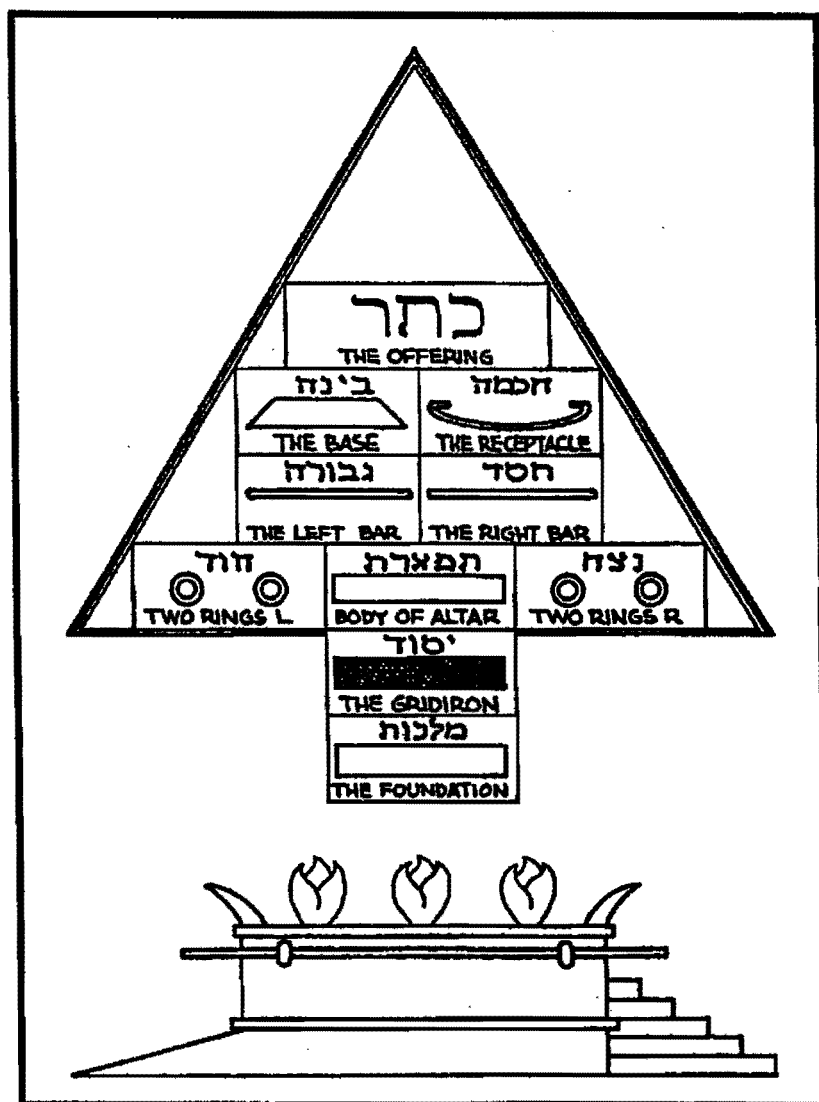 כתר
THE OFFERING
בינה
THE BASE
חכמה
THE RECEPTACLE
גבורה
THE LEFT BAR
חסד
THE RIGHT BAR
הוד
TWO RINGS L
תפארת
BODY OF ALTAR
נצח
TWO RINGS R
יסוד
THE GRIDIRON
מלכות
THE FOUNDATION